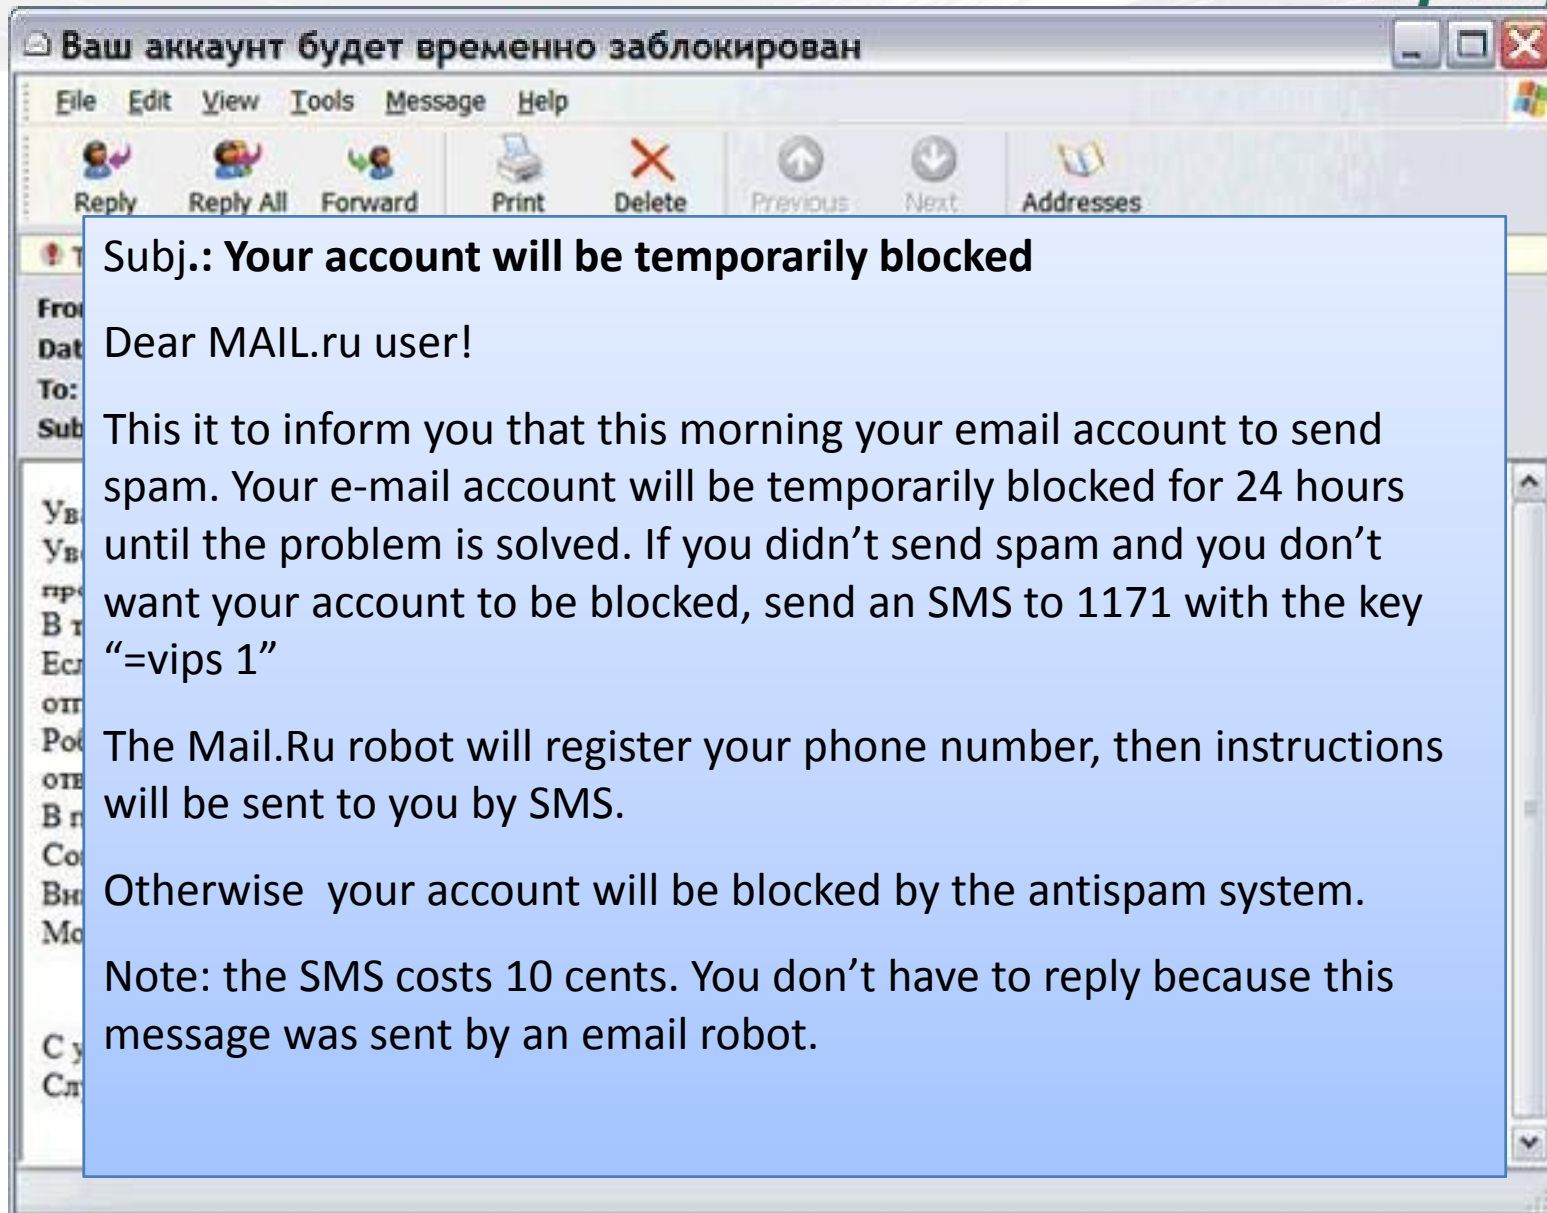 Ваш аккаунт будет временно заблокирован
File Edit View Tools Message Help
Reply Reply All Forward Print Delete Previous Next Addresses
Subj.: Your account will be temporarily blocked
Dear MAIL.ru user!
To:
This it to inform you that this morning your email account to send
spam. Your e-mail account will be temporarily blocked for 24 hours
until the problem is solved. If you didn’t send spam and you don’t
want your account to be blocked, send an SMS to 1171 with the key
“=vips 1”
The Mail.Ru robot will register your phone number, then instructions
will be sent to you by SMS.
Otherwise  your account will be blocked by the antispam system.
Note: the SMS costs 10 cents. You don’t have to reply because this
message was sent by an email robot.